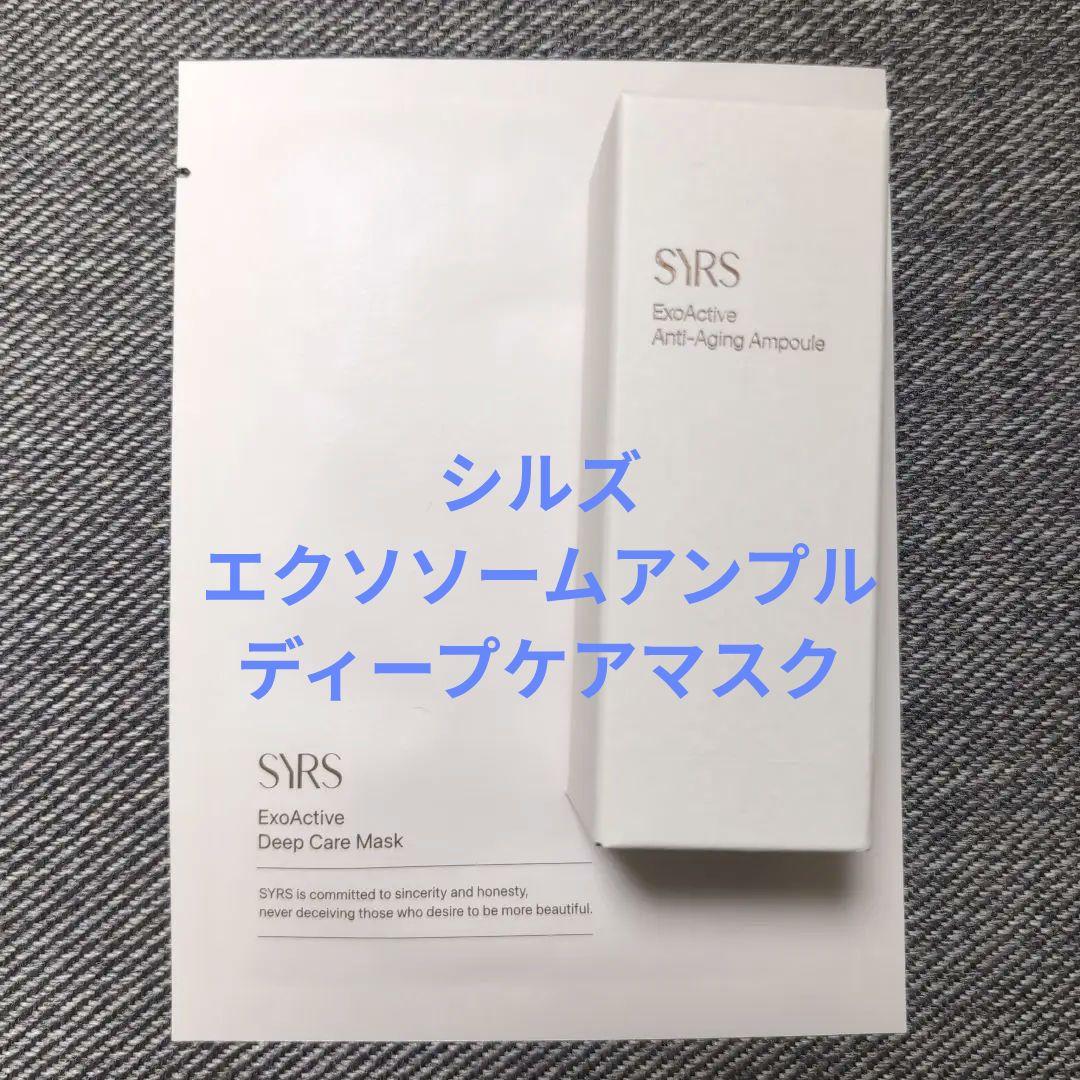 SYRS
ExoActive
Anti-Aging Ampoule
シルズ
エクソソームアンプル
ディープケアマスク
SYRS
ExoActive
Deep Care Mask
SYRS is committed to sincerity and honesty,
never deceiving those who desire to be more beautiful.